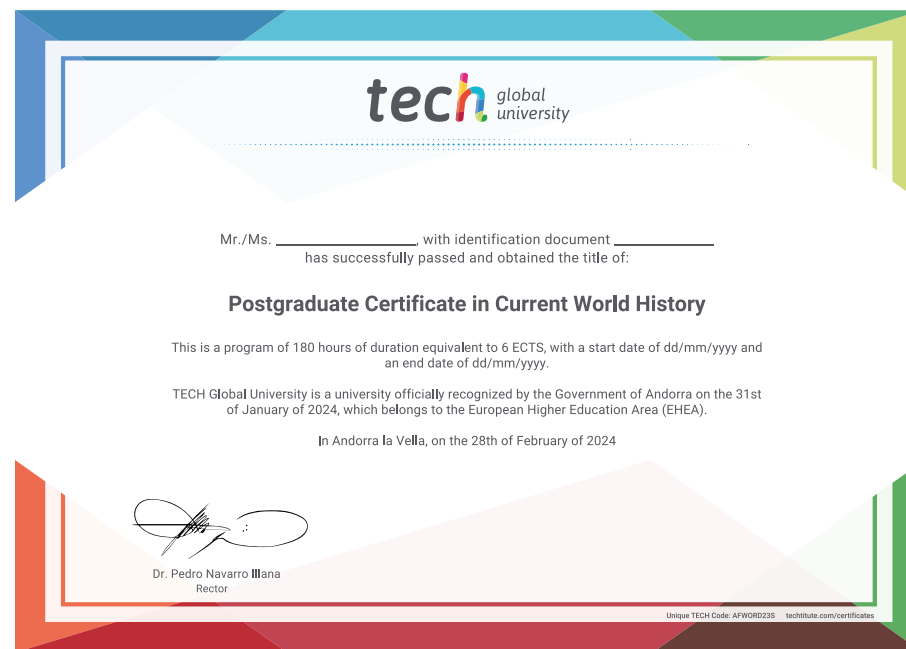 tech global university
Mr./Ms. ________________, with identification document ____________
has successfully passed and obtained the title of:
Postgraduate Certificate in Current World History
This is a program of 180 hours of duration equivalent to 6 ECTS, with a start date of dd/mm/yyyy and
an end date of dd/mm/yyyy.
TECH Global University is a university officially recognized by the Government of Andorra on the 31st
of January of 2024, which belongs to the European Higher Education Area (EHEA).
In Andorra la Vella, on the 28th of February of 2024
Dr. Pedro Navarro Illana
Rector
Unique TECH Code: AFWORD23S techtitute.com/certificates